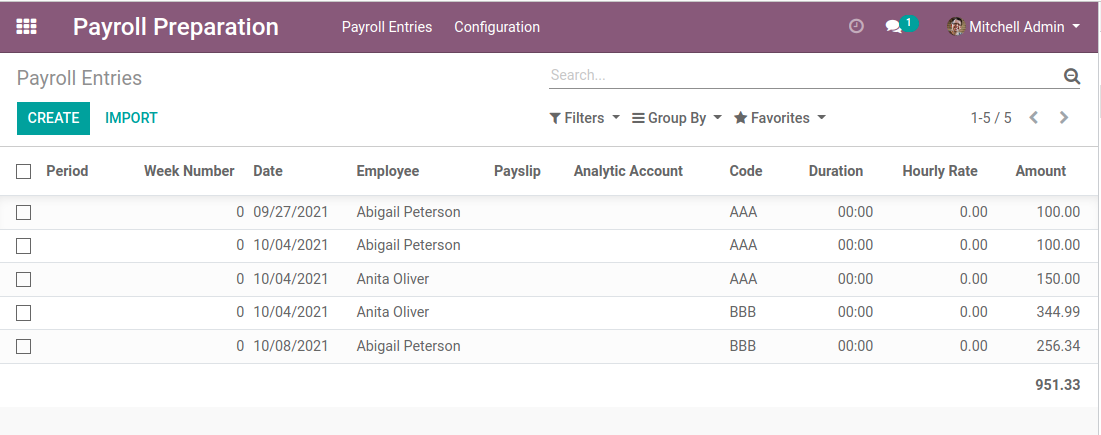 Payroll Preparation Payroll Entries Configuration 1 Mitchell Admin
Payroll Entries Search...
CREATE IMPORT Filters Group By Favorites 1-5 / 5
Period Week Number Date Employee Payslip Analytic Account Code Duration Hourly Rate Amount
0 09/27/2021 Abigail Peterson AAA 00:00 0.00 100.00
0 10/04/2021 Abigail Peterson AAA 00:00 0.00 100.00
0 10/04/2021 Anita Oliver AAA 00:00 0.00 150.00
0 10/04/2021 Anita Oliver BBB 00:00 0.00 344.99
0 10/08/2021 Abigail Peterson BBB 00:00 0.00 256.34
951.33